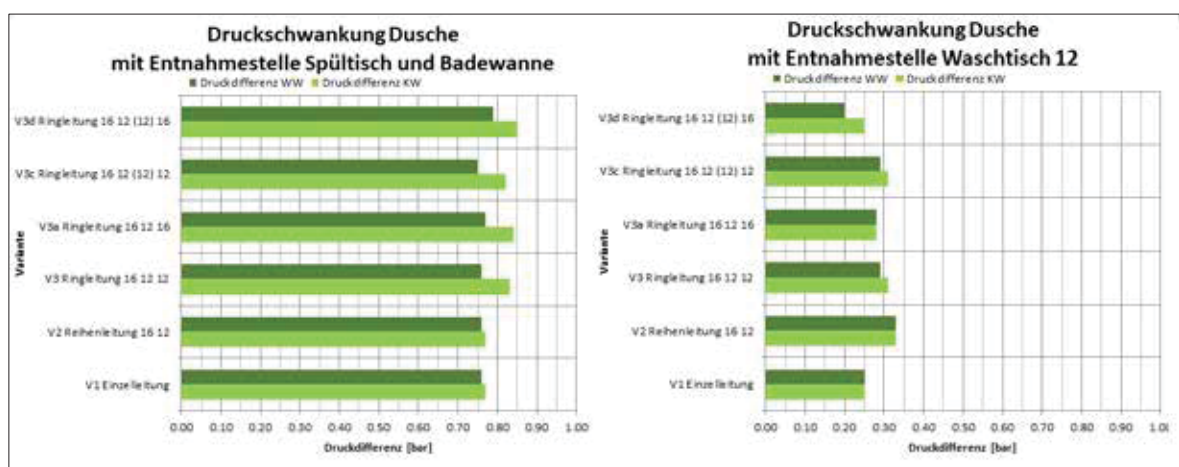 Druckschwankung Dusche
mit Entnahmestelle Spültisch und Badewanne
Druckdifferenz WW Druckdifferenz KW
Variante
V3d Ringleitung 16 12 (12) 16
V3c Ringleitung 16 12 (12) 12
V3a Ringleitung 16 12 16
V3 Ringleitung 16 12 12
V2 Reihenleitung 16 12
V1 Einzelleitung
0.00 0.10 0.20 0.30 0.40 0.50 0.60 0.70 0.80 0.90 1.00
Druckdifferenz [bar]
Druckschwankung Dusche
mit Entnahmestelle Waschtisch 12
Druckdifferenz WW Druckdifferenz KW
Variante
V3d Ringleitung 16 12 (12) 16
V3c Ringleitung 16 12 (12) 12
V3a Ringleitung 16 12 16
V3 Ringleitung 16 12 12
V2 Reihenleitung 16 12
V1 Einzelleitung
0.00 0.10 0.20 0.30 0.40 0.50 0.60 0.70 0.80 0.90
Druckdifferenz [bar]